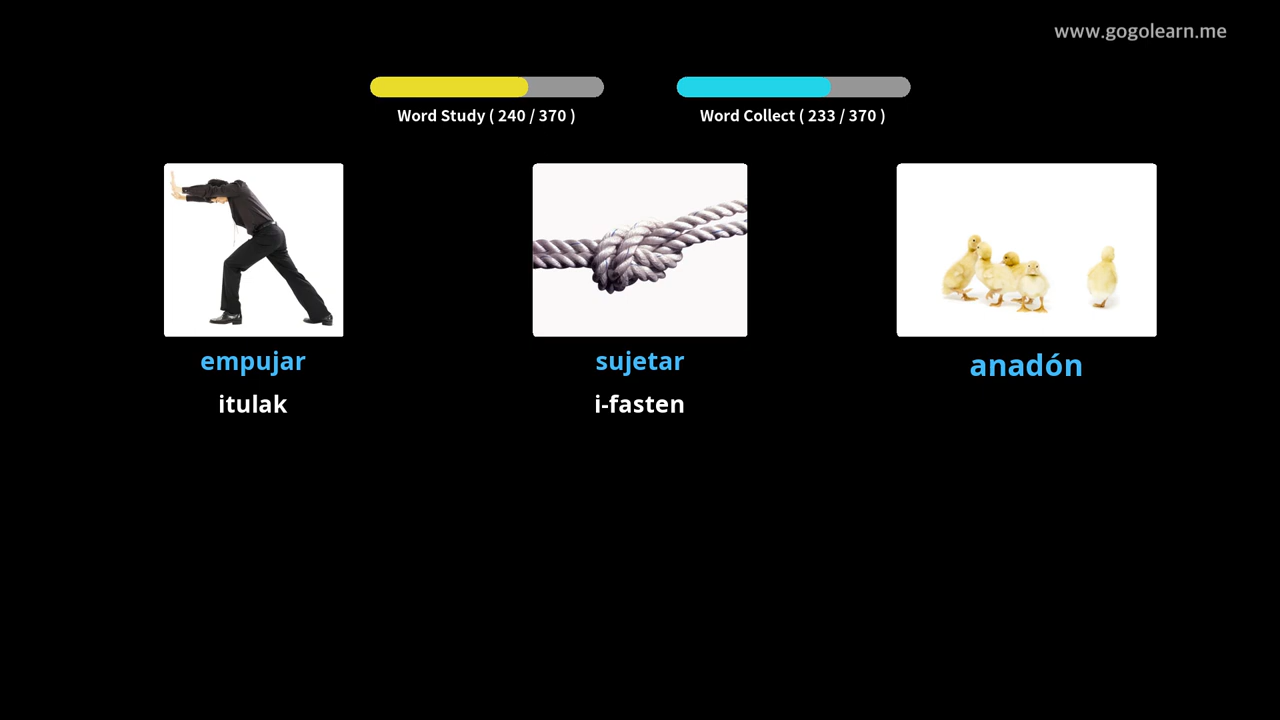 www.gogolearn.me
Word Study ( 240 / 370 )
Word Collect ( 233 / 370 )
empujar
itulak
sujetar
i-fasten
anadón